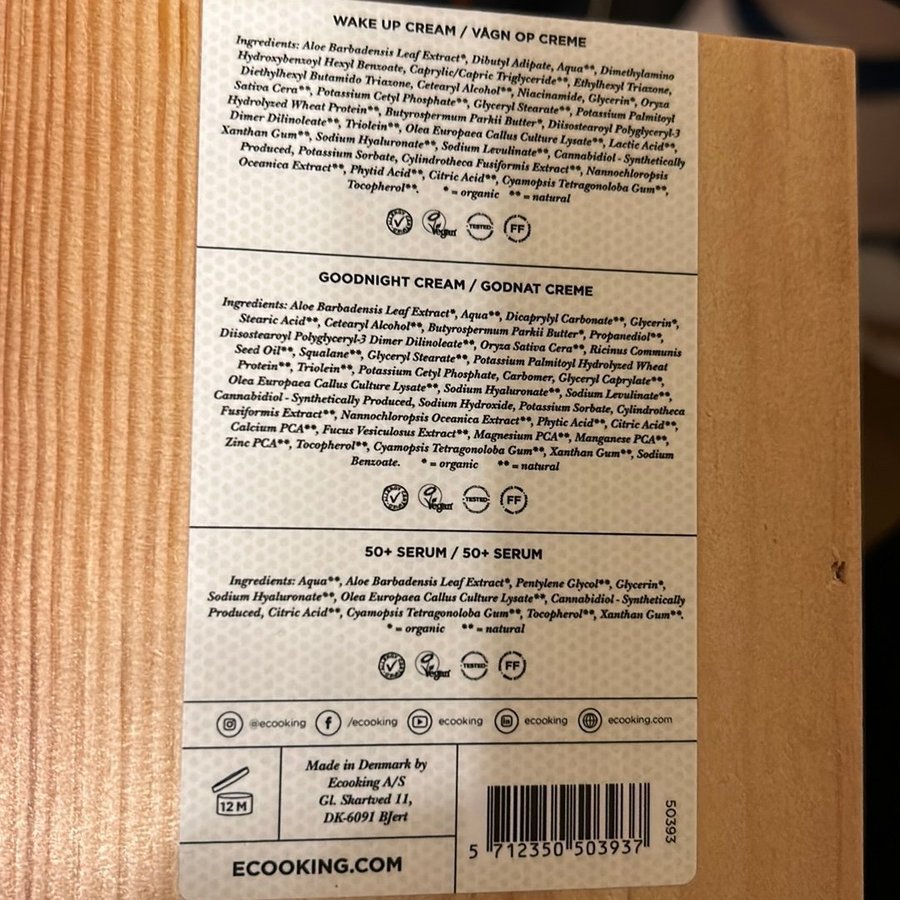 WAKE UP CREAM / VÅGN OP CREME
Ingredients: Aloe Barbadensis Leaf Extract*, Dibutyl Adipate, Aqua**, Dimethylamino
Hydroxybenzoyl Hexyl Benzoate, Caprylic/Capric Triglyceride**, Ethylhexyl Triazone,
Diethylhexyl Butamido Triazone, Cetearyl Alcohol**, Niacinamide, Glycerin*, Oryza
Sativa Cera**, Potassium Cetyl Phosphate**, Glyceryl Stearate**, Potassium Palmitoyl
Hydrolyzed Wheat Protein**, Butyrospermum Parkii Butter*, Diisostearoyl Polyglyceryl-3
Dimer Dilinoleate**, Triolein**, Olea Europaea Callus Culture Lysate**, Lactic Acid**,
Xanthan Gum**, Sodium Hyaluronate**, Sodium Levulinate**, Cannabidiol - Synthetically
Produced, Potassium Sorbate, Cylindrotheca Fusiformis Extract**, Nannochloropsis
Oceanica Extract**, Phytid Acid**, Citric Acid**, Cyamopsis Tetragonoloba Gum**,
Tocopherol**. * = organic ** = natural
Vegan TESTED FF
GOODNIGHT CREAM / GODNAT CREME
Ingredients: Aloe Barbadensis Leaf Extract*, Aqua**, Dicaprylyl Carbonate**, Glycerin*,
Stearic Acid**, Cetearyl Alcohol**, Butyrospermum Parkii Butter*, Propanediol**,
Diisostearoyl Polyglyceryl-3 Dimer Dilinoleate**, Oryza Sativa Cera**, Ricinus Communis
Seed Oil**, Squalane**, Glyceryl Stearate**, Potassium Palmitoyl Hydrolyzed Wheat
Protein**, Triolein**, Potassium Cetyl Phosphate, Carbomer, Glyceryl Caprylate**,
Olea Europaea Callus Culture Lysate**, Sodium Hyaluronate**, Sodium Levulinate**,
Cannabidiol - Synthetically Produced, Sodium Hydroxide, Potassium Sorbate, Cylindrotheca
Fusiformis Extract**, Nannochloropsis Oceanica Extract**, Phytic Acid**, Citric Acid**,
Calcium PCA**, Fucus Vesiculosus Extract**, Magnesium PCA**, Manganese PCA**,
Zinc PCA**, Tocopherol**, Cyamopsis Tetragonoloba Gum**, Xanthan Gum**, Sodium
Benzoate. * = organic ** = natural
Vegan TESTED FF
50+ SERUM / 50+ SERUM
Ingredients: Aqua**, Aloe Barbadensis Leaf Extract*, Pentylene Glycol**, Glycerin*,
Sodium Hyaluronate**, Olea Europaea Callus Culture Lysate**, Cannabidiol - Synthetically
Produced, Citric Acid**, Cyamopsis Tetragonoloba Gum**, Tocopherol**, Xanthan Gum**.
* = organic ** = natural
Vegan TESTED FF
@ecooking /ecooking ecooking ecooking ecooking.com
12 M
Made in Denmark by
Ecooking A/S
Gl. Skartved 11,
DK-6091 Bjert
ECOOKING.COM
5 712350 503937
50393